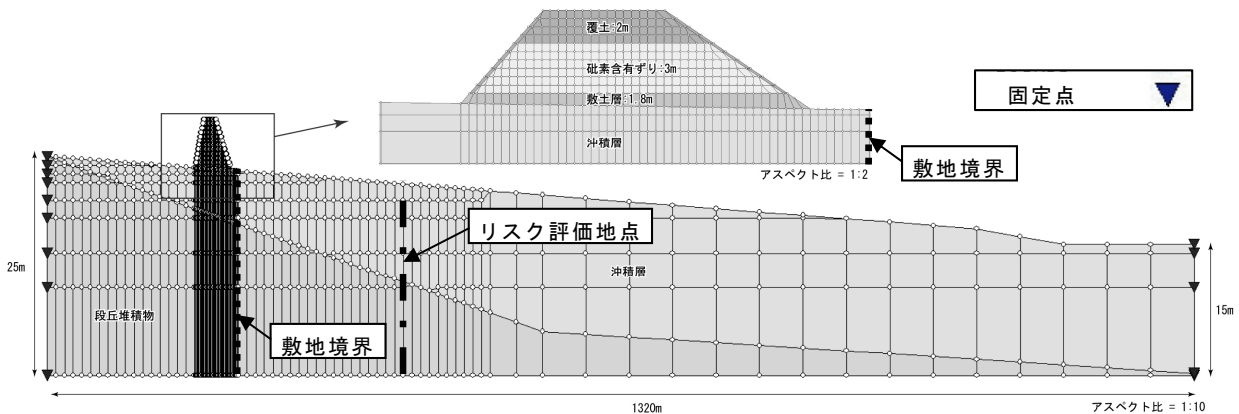 覆土:2m
砒素含有ずり:3m
敷土層:1.8m
沖積層
アスペクト比 = 1:2
敷地境界
固定点
リスク評価地点
沖積層
25m
段丘堆積物
敷地境界
15m
1320m
アスペクト比 = 1:10